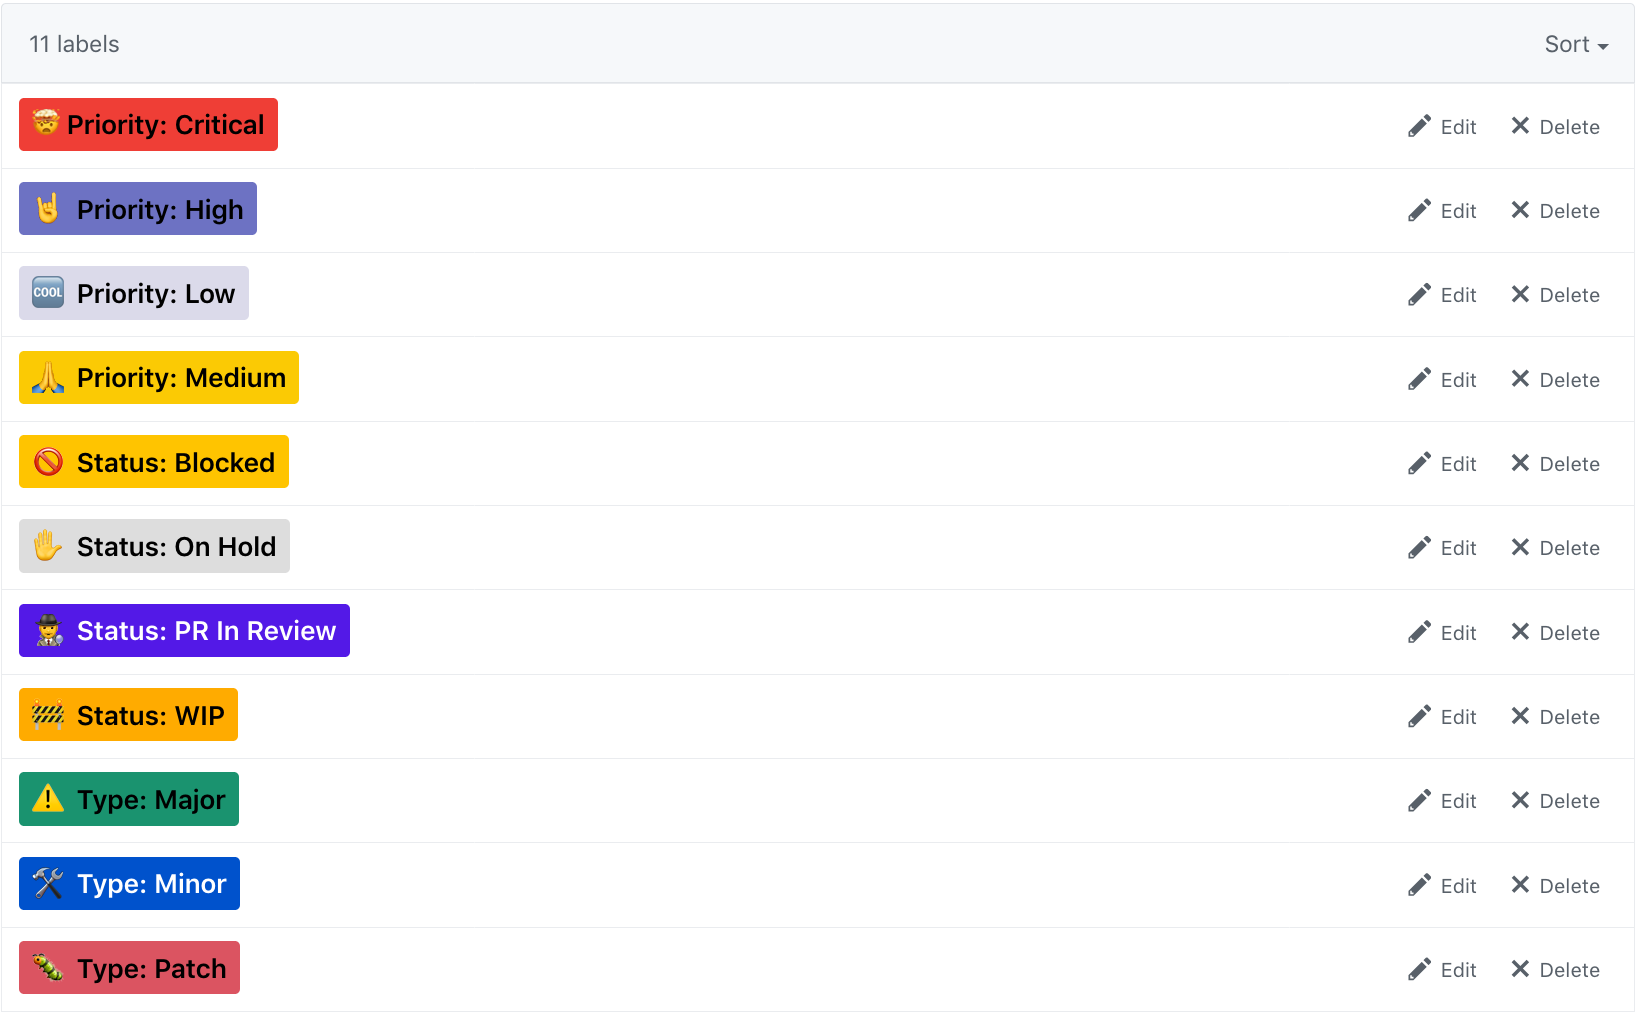 11 labels Sort
Priority: Critical Edit Delete
Priority: High Edit Delete
COOL Priority: Low Edit Delete
Priority: Medium Edit Delete
Status: Blocked Edit Delete
Status: On Hold Edit Delete
Status: PR In Review Edit Delete
Status: WIP Edit Delete
Type: Major Edit Delete
Type: Minor Edit Delete
Type: Patch Edit Delete